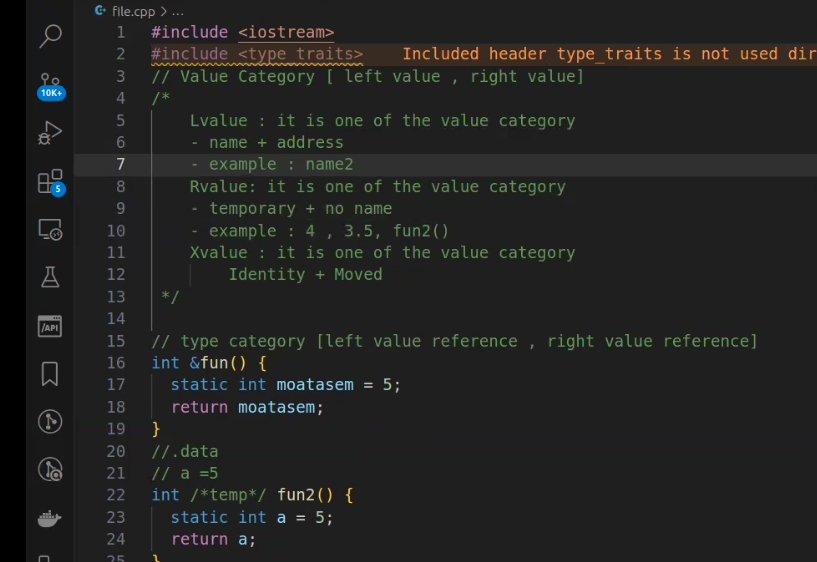 file.cpp > ...
1 #include <iostream>
2 #include <type_traits> Included header type_traits is not used dir
3 // Value Category [ left value , right value]
4 /*
5 Lvalue : it is one of the value category
6 - name + address
7 - example : name2
8 Rvalue: it is one of the value category
9 - temporary + no name
10 - example : 4 , 3.5, fun2()
11 Xvalue : it is one of the value category
12 Identity + Moved
13 */
14
15 // type category [left value reference , right value reference]
16 int &fun() {
17 static int moatasem = 5;
18 return moatasem;
19 }
20 //.data
21 // a =5
22 int /*temp*/ fun2() {
23 static int a = 5;
24 return a;
25 }
10K+
5
/API